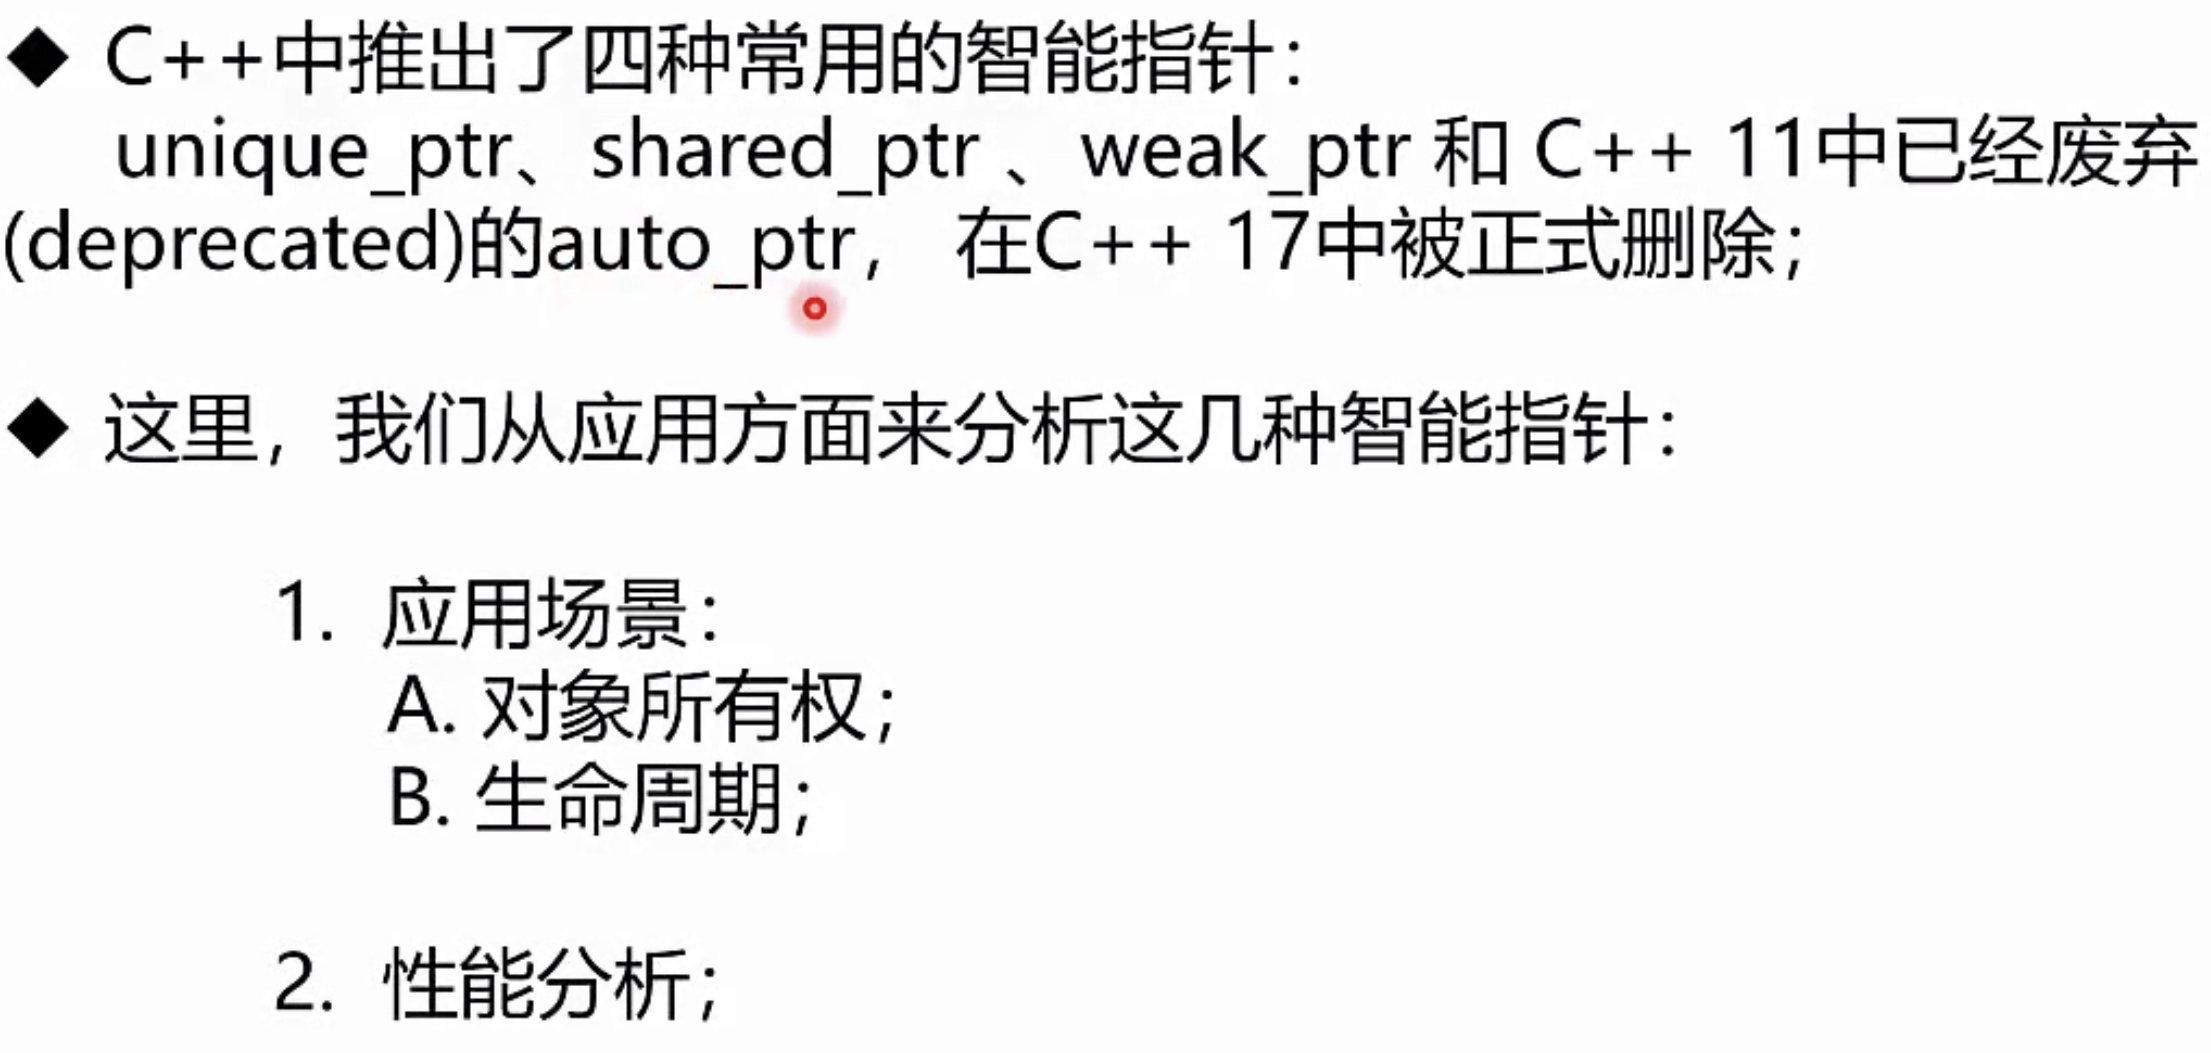 ◆ C++中推出了四种常用的智能指针：
unique_ptr、shared_ptr 、weak_ptr 和 C++ 11中已经废弃
(deprecated)的auto_ptr， 在C++ 17中被正式删除；
◆ 这里，我们从应用方面来分析这几种智能指针：
1. 应用场景：
A. 对象所有权；
B. 生命周期；
2. 性能分析；